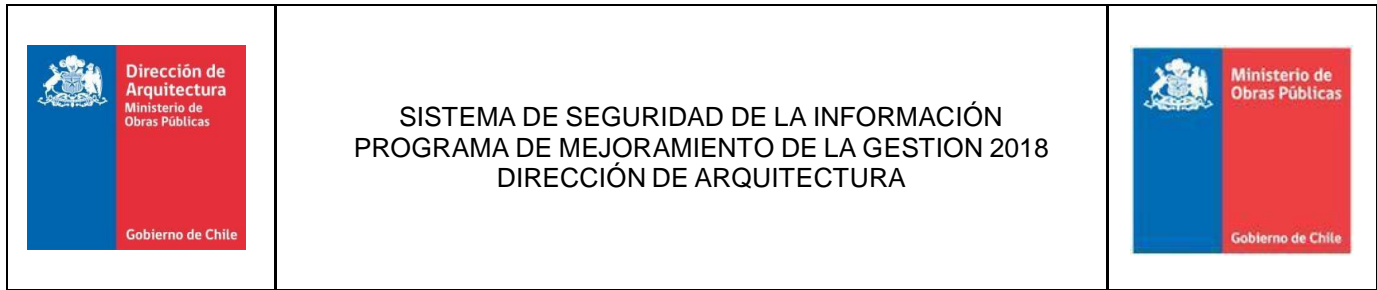 Dirección de
Arquitectura
Ministerio de
Obras Públicas
Gobierno de Chile
SISTEMA DE SEGURIDAD DE LA INFORMACIÓN
PROGRAMA DE MEJORAMIENTO DE LA GESTION 2018
DIRECCIÓN DE ARQUITECTURA
Ministerio de
Obras Públicas
Gobierno de Chile